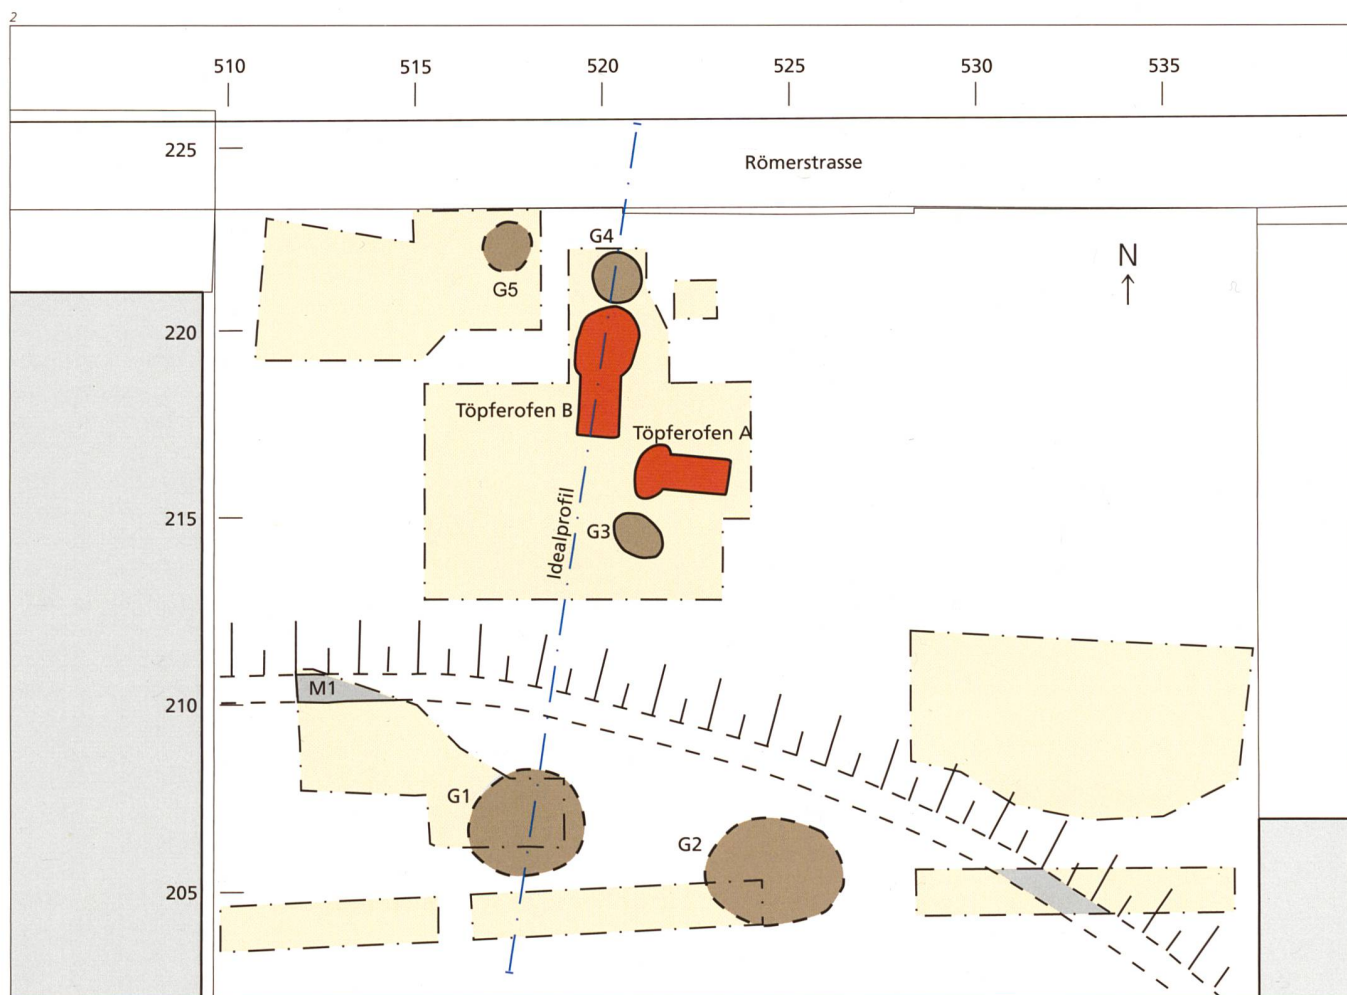 2
510 515 520 525 530 535
225
Römerstrasse
G4
N
G5
220
Töpferofen B
Töpferofen A
215
G3
Idealprofil
M1
210
G1
G2
205